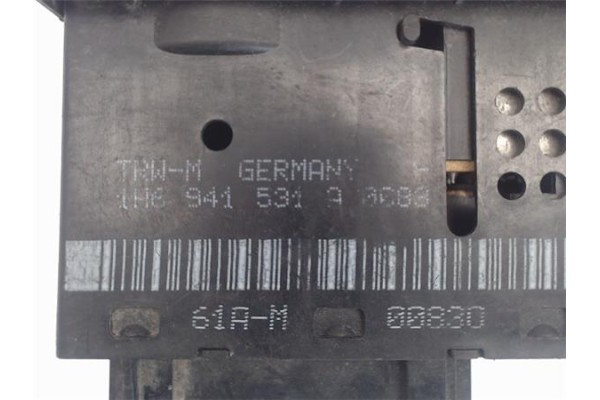 TRW-M GERMANY
1H6 941 531 A
61A-M 00830